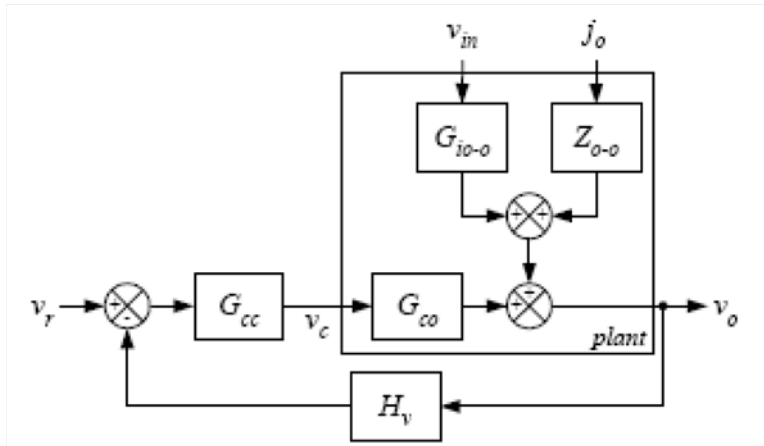 v_in j_o
G_io-o Z_o-o
+ +
-
v_r + G_cc v_c G_co + v_o
-
plant
H_v